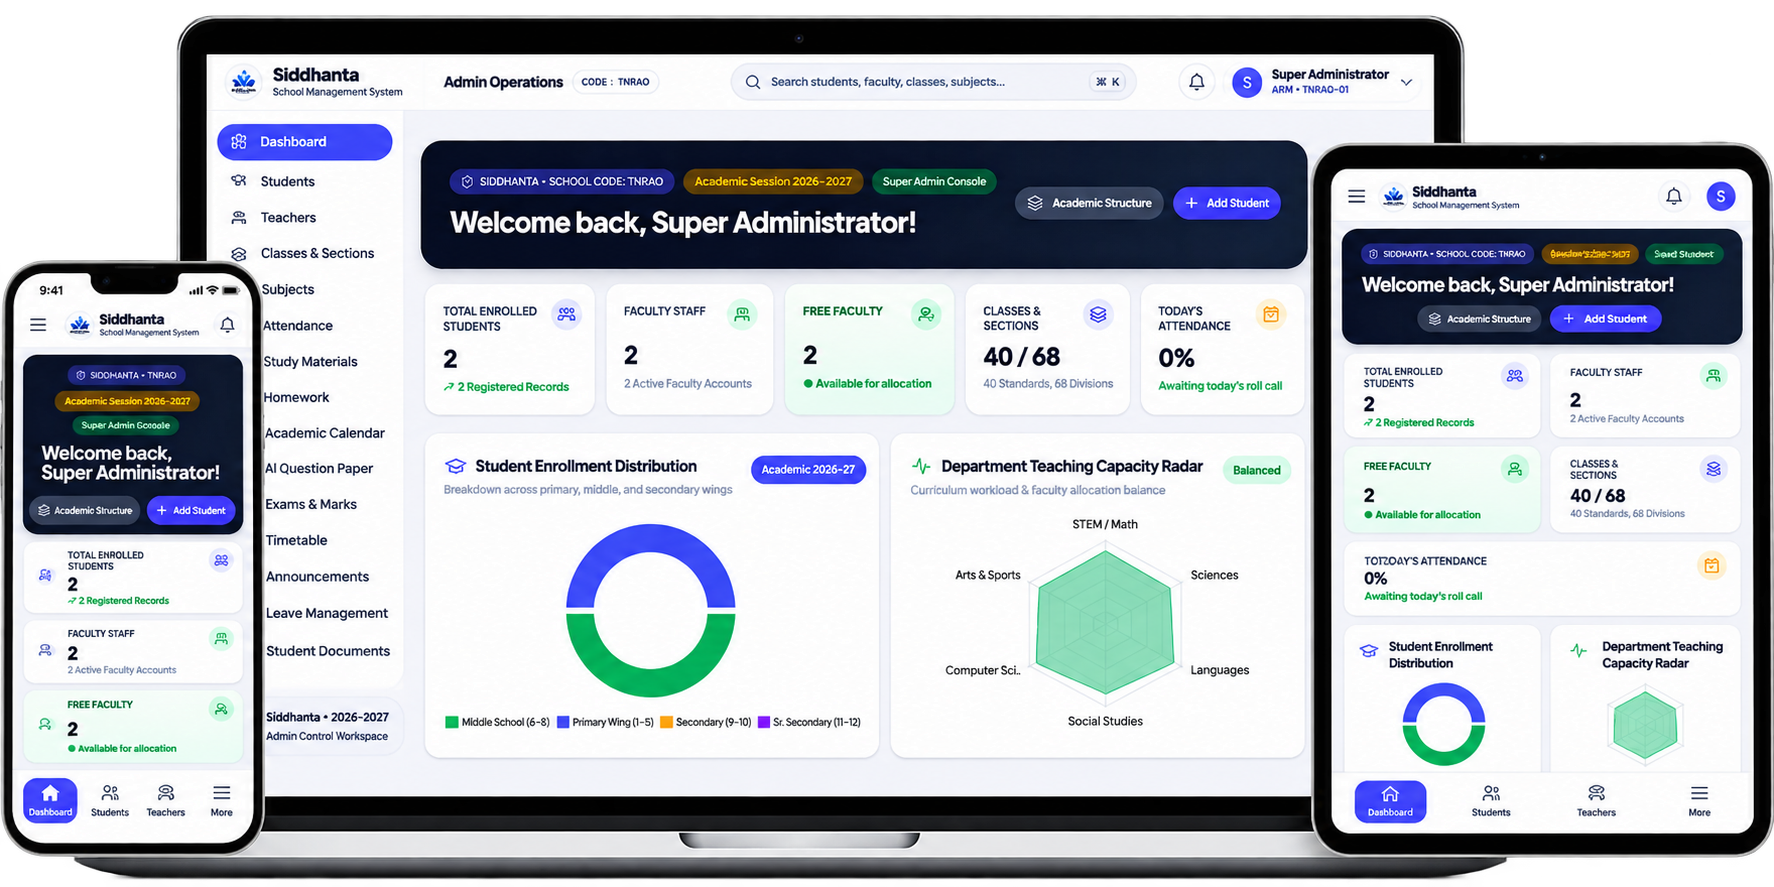 Siddhanta
School Management System
Admin Operations
CODE : TNRAO
Search students, faculty, classes, subjects...
⌘ K
S
Super Administrator
ARM • TNRAO-01
Dashboard
Students
Teachers
Classes & Sections
Subjects
Attendance
Study Materials
Homework
Academic Calendar
AI Question Paper
Exams & Marks
Timetable
Announcements
Leave Management
Student Documents
Siddhanta • 2026-2027
Admin Control Workspace
SIDDHANTA • SCHOOL CODE: TNRAO
Academic Session 2026-2027
Super Admin Console
Welcome back, Super Administrator!
Academic Structure
+ Add Student
TOTAL ENROLLED
STUDENTS
2
2 Registered Records
FACULTY STAFF
2
2 Active Faculty Accounts
FREE FACULTY
2
Available for allocation
CLASSES &
SECTIONS
40 / 68
40 Standards, 68 Divisions
TODAY'S
ATTENDANCE
0%
Awaiting today's roll call
Student Enrollment Distribution
Academic 2026-27
Breakdown across primary, middle, and secondary wings
Middle School (6-8)
Primary Wing (1-5)
Secondary (9-10)
Sr. Secondary (11-12)
Department Teaching Capacity Radar
Balanced
Curriculum workload & faculty allocation balance
STEM / Math
Arts & Sports
Sciences
Computer Sci..
Languages
Social Studies
9:41
Siddhanta
School Management System
SIDDHANTA • TNRAO
Academic Session 2026-2027
Super Admin
Welcome back,
Super Administrator!
Academic Structure
+ Add Student
TOTAL ENROLLED
STUDENTS
2
2 Registered Records
FACULTY STAFF
2
2 Active Faculty Accounts
FREE FACULTY
2
Available for allocation
Dashboard
Students
Teachers
More
Siddhanta
School Management System
S
SIDDHANTA • SCHOOL CODE: TNRAO
Student
Welcome back, Super Administrator!
Academic Structure
+ Add Student
TOTAL ENROLLED
STUDENTS
2
2 Registered Records
FACULTY STAFF
2
2 Active Faculty Accounts
FREE FACULTY
2
Available for allocation
CLASSES &
SECTIONS
40 / 68
40 Standards, 68 Divisions
ATTENDANCE
0%
Awaiting today's roll call
Student Enrollment
Distribution
Department Teaching
Capacity Radar
Dashboard
Students
Teachers
More